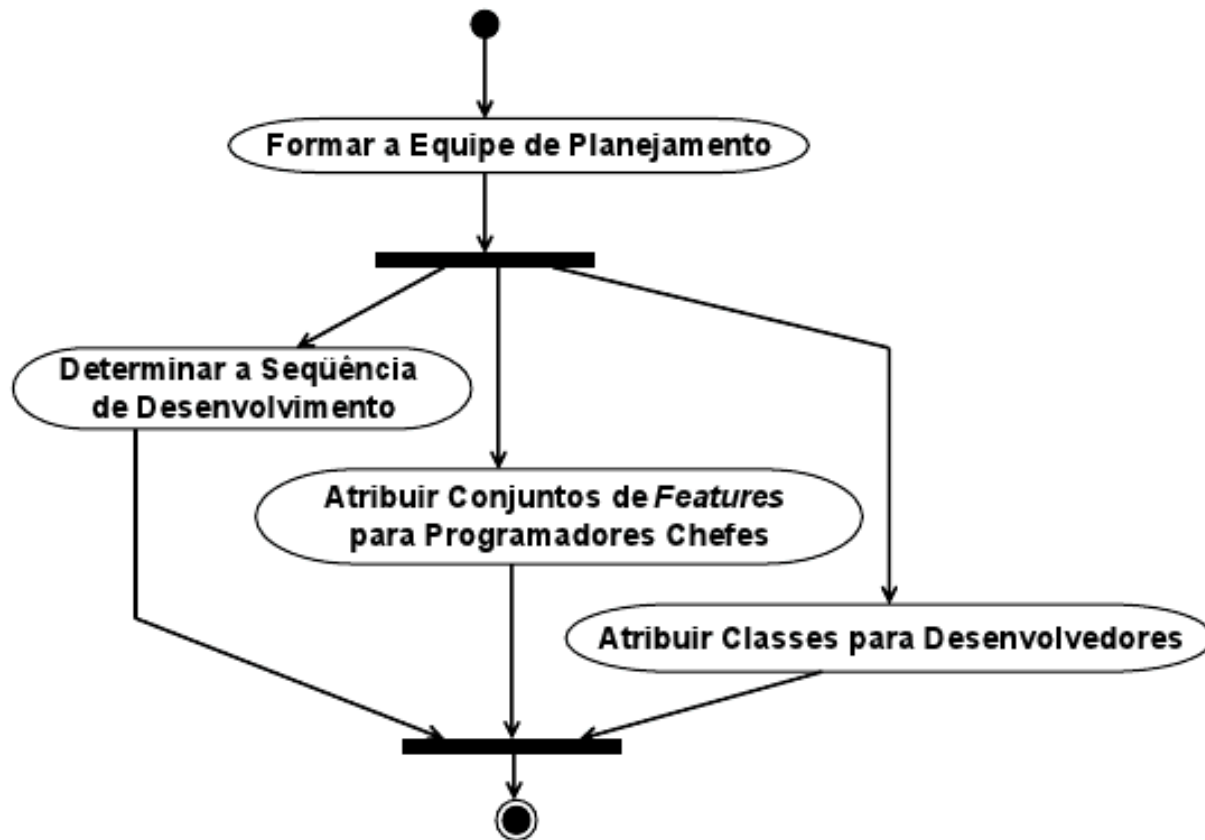 Formar a Equipe de Planejamento
Determinar a Seqüência
de Desenvolvimento
Atribuir Conjuntos de Features
para Programadores Chefes
Atribuir Classes para Desenvolvedores